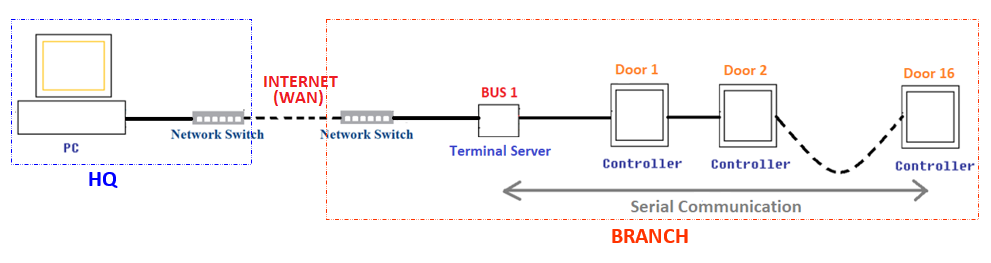 INTERNET
(WAN)
Door 1
Door 2
Door 16
BUS 1
Network Switch
Network Switch
PC
Terminal Server
Controller
Controller
Controller
HQ
Serial Communication
BRANCH